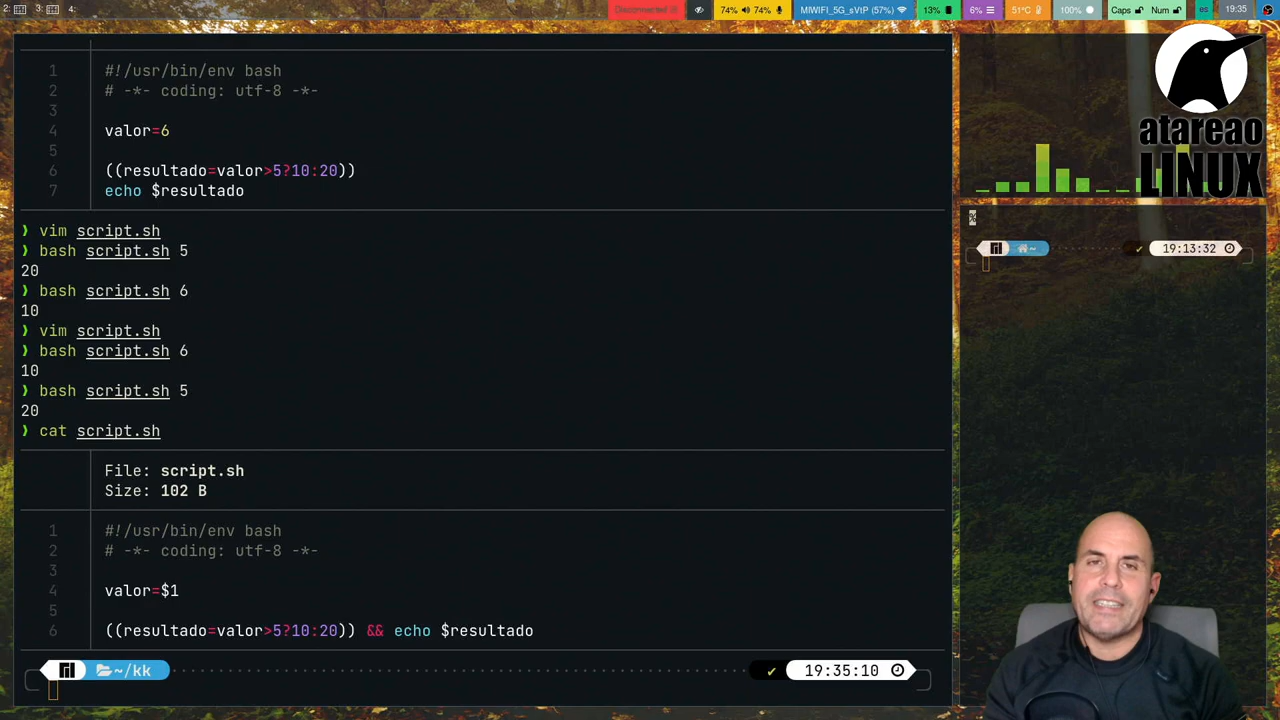 2: 3: 4:
Disconnected 74% 74% MIWIFI_5G_sViP (57%) 13% 6% 51°C 100% Caps Num es 19:35
1 #!/usr/bin/env bash
2 # -*- coding: utf-8 -*-
3
4 valor=6
5
6 ((resultado=valor>5?10:20))
7 echo $resultado
❯ vim script.sh
❯ bash script.sh 5
20
❯ bash script.sh 6
10
❯ vim script.sh
❯ bash script.sh 6
10
❯ bash script.sh 5
20
❯ cat script.sh
File: script.sh
Size: 102 B
1 #!/usr/bin/env bash
2 # -*- coding: utf-8 -*-
3
4 valor=$1
5
6 ((resultado=valor>5?10:20)) && echo $resultado
~/kk ✔ 19:35:10
atareao
LINUX
%
~ ✔ 19:13:32